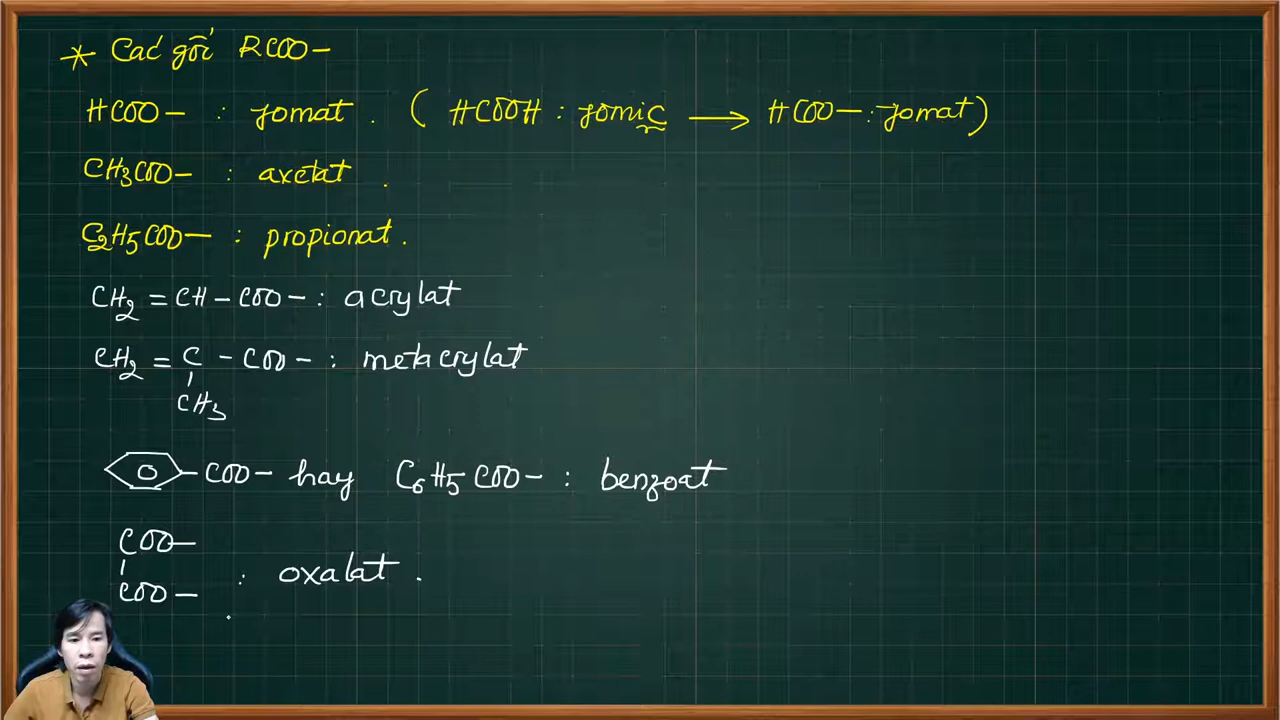 * Các gốc RCOO-
HCOO- : fomat. ( HCOOH : fomic → HCOO- : fomat)
CH3COO- : axetat.
C2H5COO- : propionat.
CH2 = CH - COO- : acrylat
CH2 = C - COO- : metacrylat
CH3
-COO- hay C6H5COO- : benzoat
COO-
: oxalat.
COO-